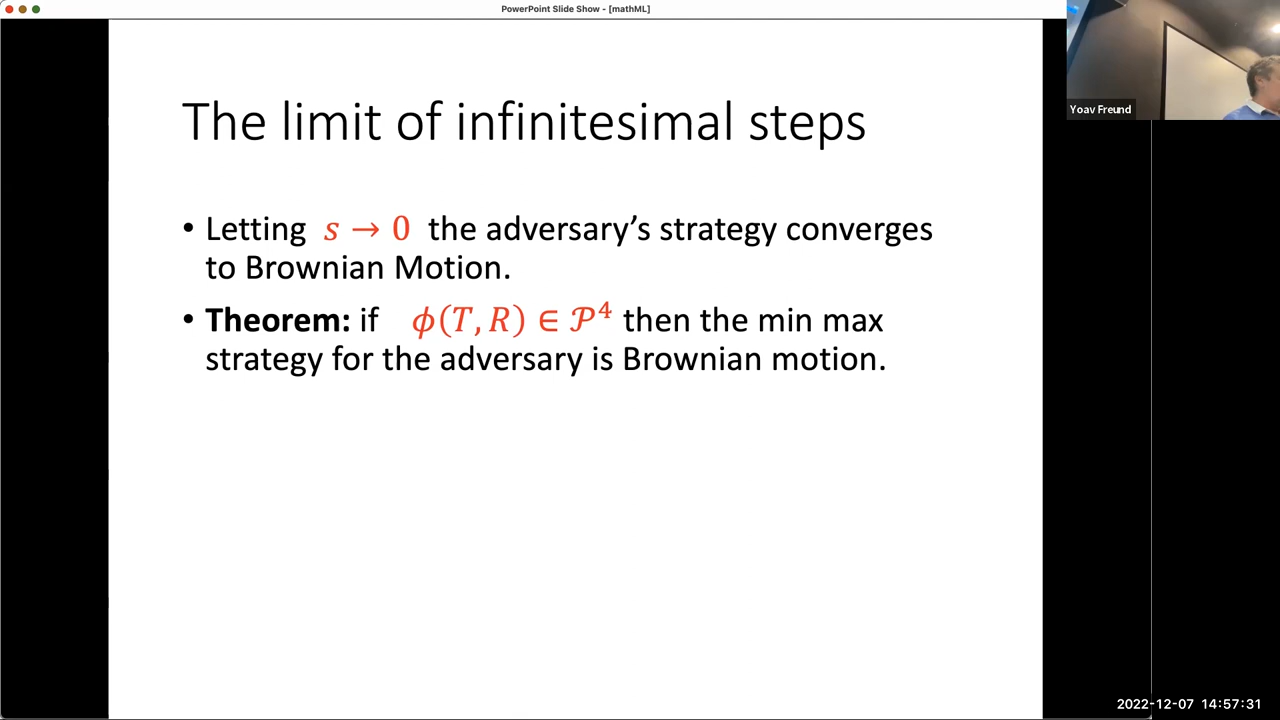 PowerPoint Slide Show - [mathML]
Yoav Freund
The limit of infinitesimal steps
• Letting s → 0 the adversary’s strategy converges
to Brownian Motion.
• Theorem: if ϕ(T, R) ∈ 𝒫⁴ then the min max
strategy for the adversary is Brownian motion.
2022-12-07 14:57:31